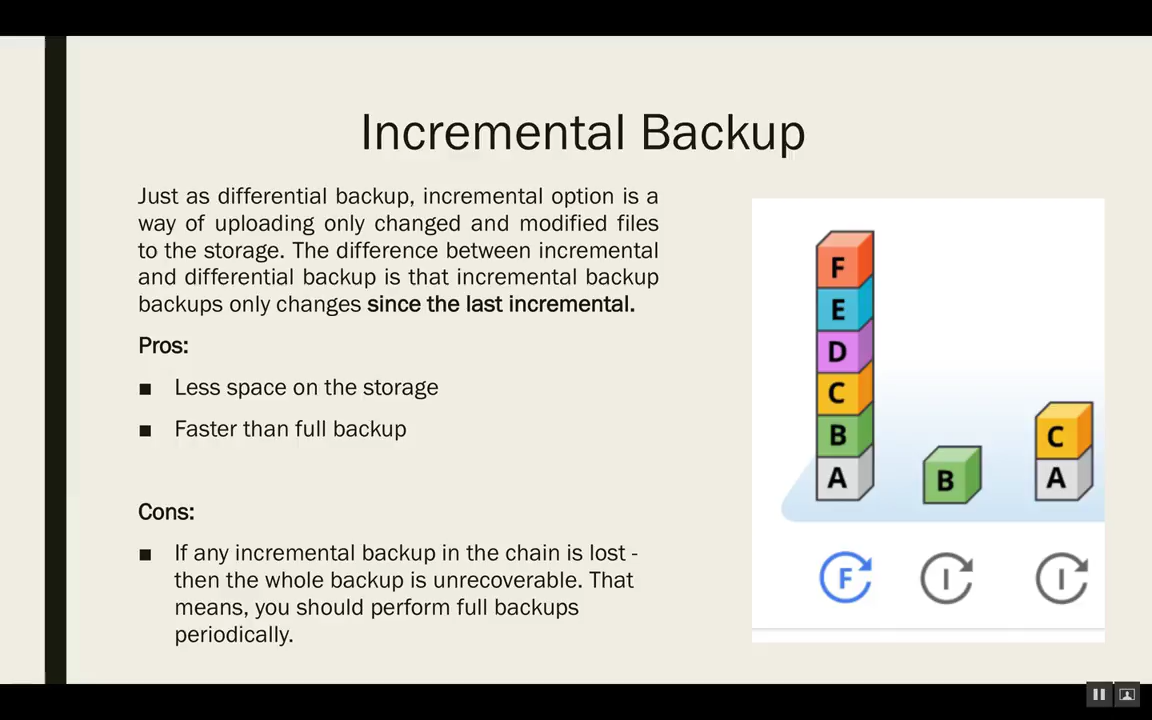 Incremental Backup
Just as differential backup, incremental option is a
way of uploading only changed and modified files
to the storage. The difference between incremental
and differential backup is that incremental backup
backups only changes since the last incremental.
Pros:
■ Less space on the storage
■ Faster than full backup
Cons:
■ If any incremental backup in the chain is lost -
then the whole backup is unrecoverable. That
means, you should perform full backups
periodically.
F
E
D
C
B
A
B
C
A
F
I
I